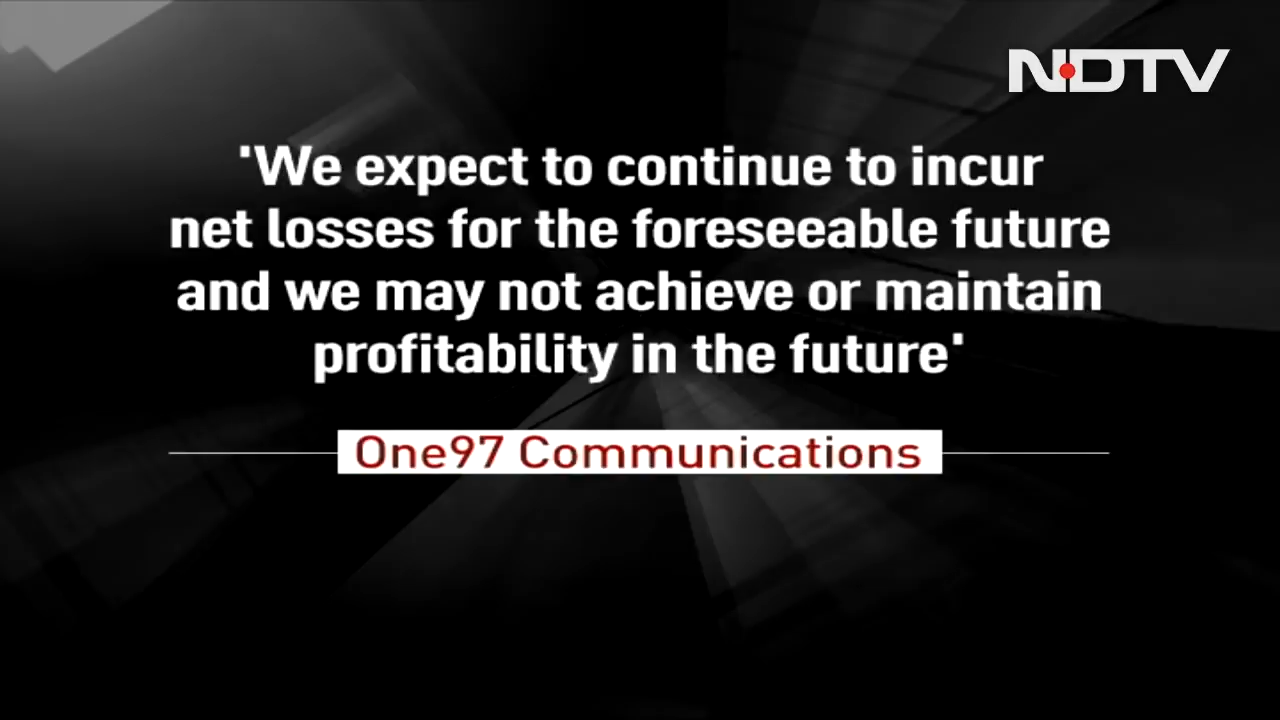 NDTV
'We expect to continue to incur
net losses for the foreseeable future
and we may not achieve or maintain
profitability in the future'
One97 Communications